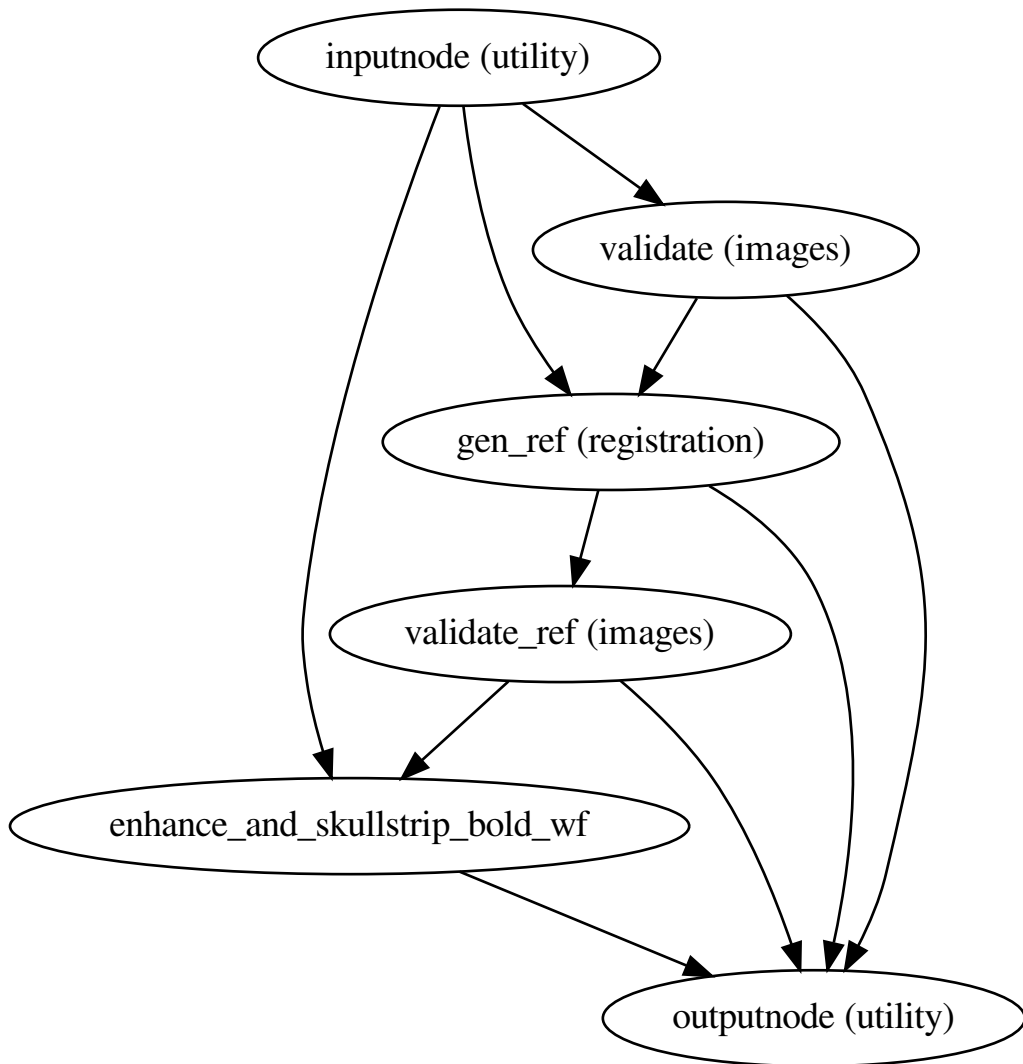 inputnode (utility)
validate (images)
gen_ref (registration)
validate_ref (images)
enhance_and_skullstrip_bold_wf
outputnode (utility)